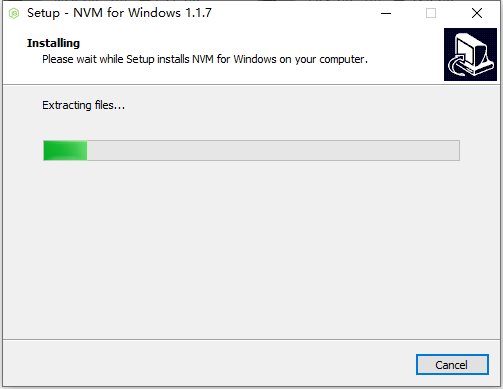 Setup - NVM for Windows 1.1.7
Installing
Please wait while Setup installs NVM for Windows on your computer.
Extracting files...
Cancel